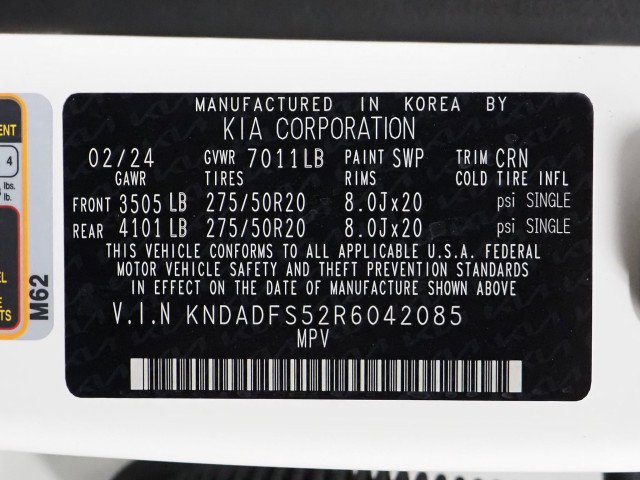 MANUFACTURED IN KOREA BY
KIA CORPORATION
02/24 GVWR 7011LB PAINT SWP TRIM CRN
GAWR TIRES RIMS COLD TIRE INFL
FRONT 3505 LB 275/50R20 8.0Jx20 psi SINGLE
REAR 4101 LB 275/50R20 8.0Jx20 psi SINGLE
THIS VEHICLE CONFORMS TO ALL APPLICABLE U.S.A. FEDERAL
MOTOR VEHICLE SAFETY AND THEFT PREVENTION STANDARDS
IN EFFECT ON THE DATE OF MANUFACTURE SHOWN ABOVE.
V.I.N KNDADFS52R6042085
MPV
4
lbs.
lb.
M62